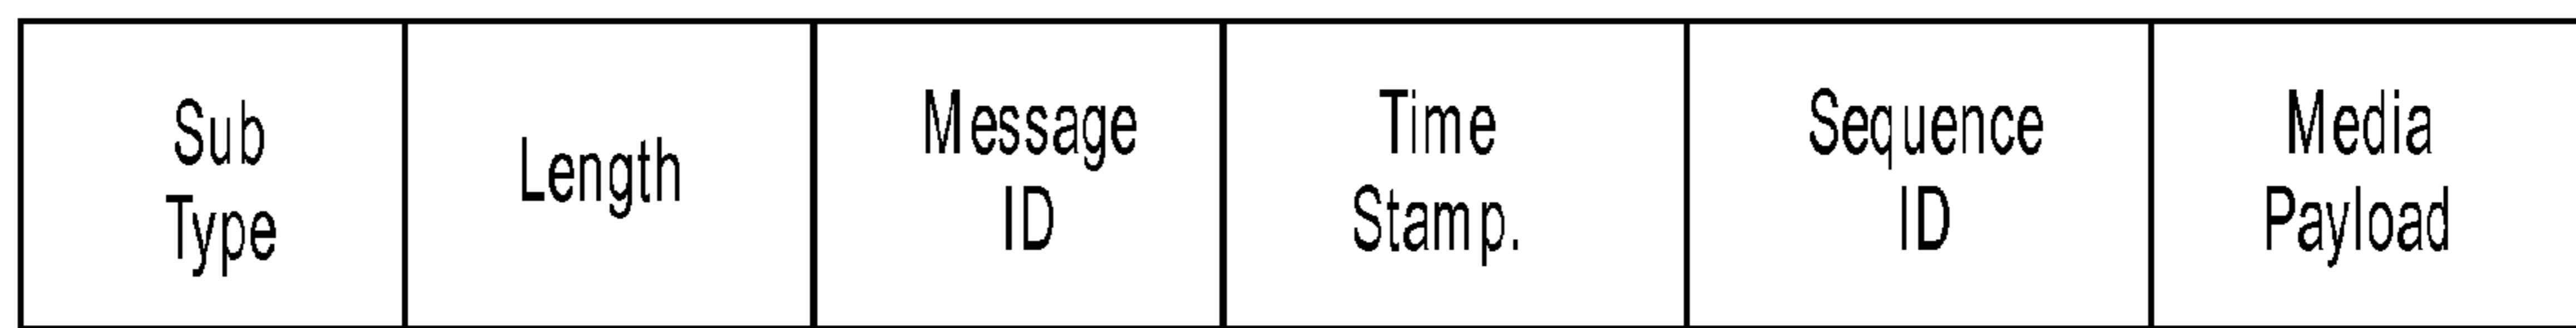 Sub
Type
Length
Message
ID
Time
Stamp.
Sequence
ID
Media
Payload